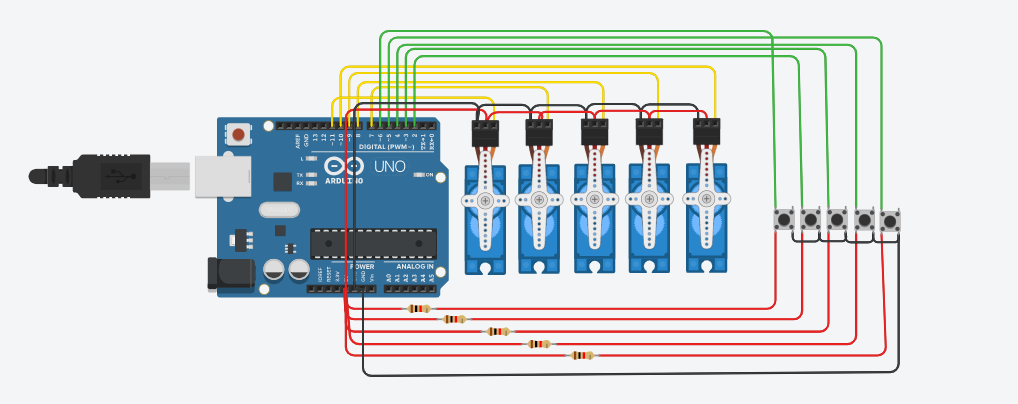 AREF
GND
13
12
~11
~10
~9
8
7
~6
~5
4
~3
2
TX→1
RX←0
DIGITAL (PWM~)
L
TX
RX
ARDUINO
UNO
ON
POWER
ANALOG IN
IOREF
RESET
3.3V
GND
Vin
A0
A1
A2
A3
A4
A5